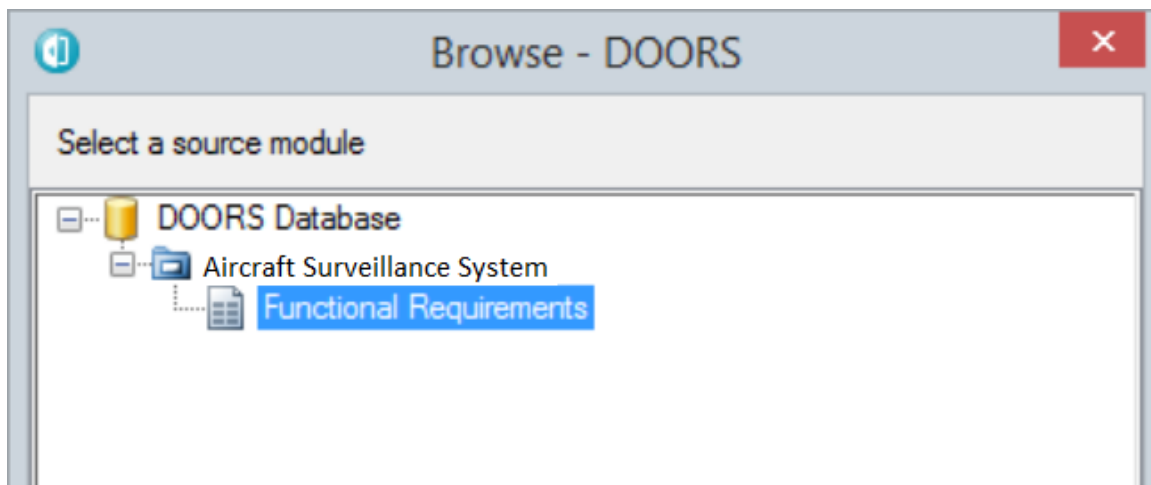 Browse - DOORS
Select a source module
DOORS Database
Aircraft Surveillance System
Functional Requirements